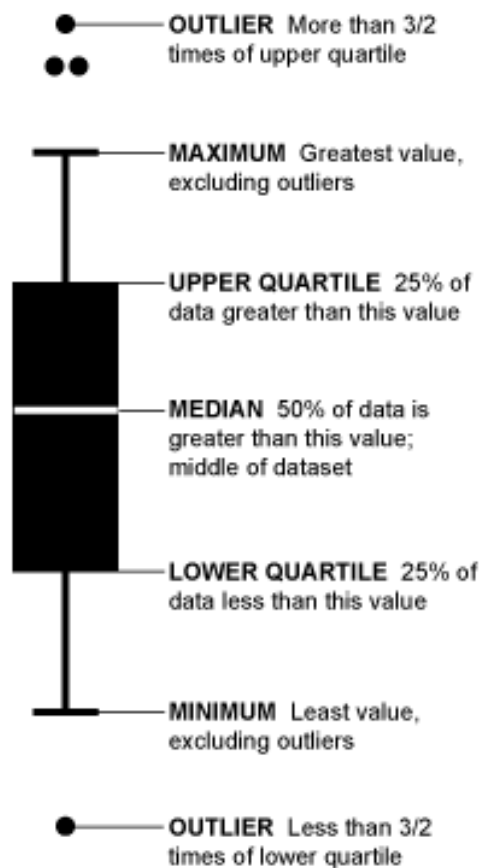 OUTLIER More than 3/2
times of upper quartile
MAXIMUM Greatest value,
excluding outliers
UPPER QUARTILE 25% of
data greater than this value
MEDIAN 50% of data is
greater than this value;
middle of dataset
LOWER QUARTILE 25% of
data less than this value
MINIMUM Least value,
excluding outliers
OUTLIER Less than 3/2
times of lower quartile